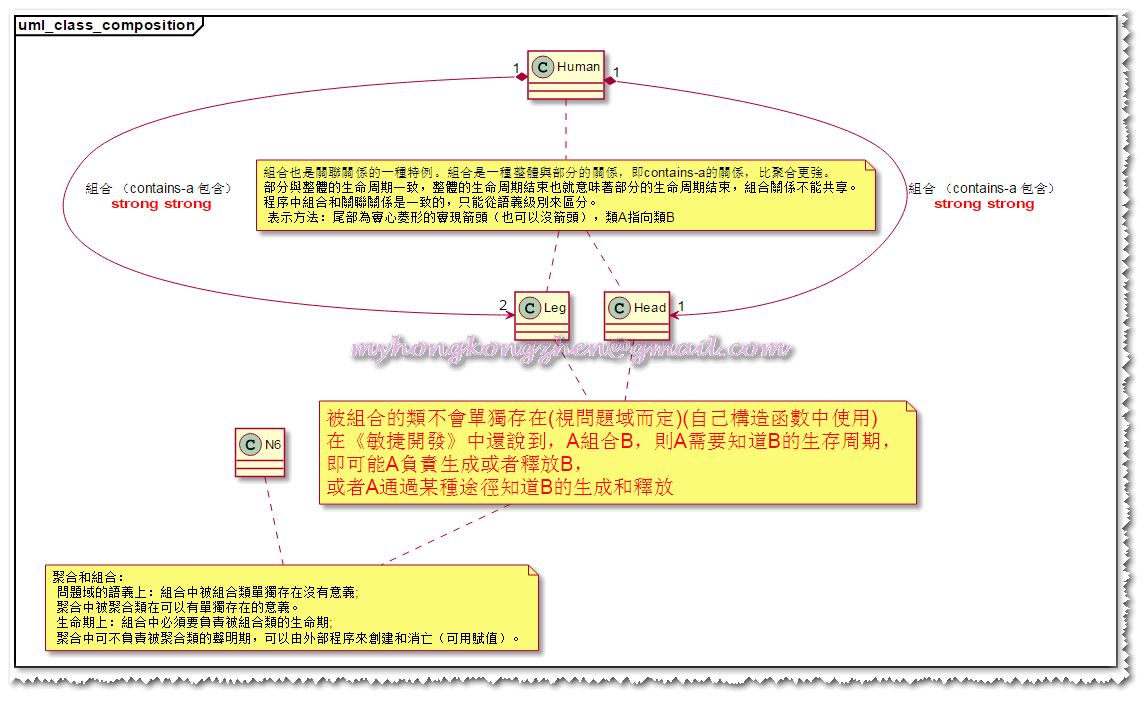 uml_class_composition
1
C Human
1
組合 （contains-a 包含）
strong strong
組合也是關聯關係的一種特例。組合是一種整體與部分的關係，即contains-a的關係，比聚合更強。
部分與整體的生命周期一致，整體的生命周期結束也就意味著部分的生命周期結束，組合關係不能共享。
程序中組合和關聯關係是一致的，只能從語義級別來區分。
表示方法：尾部為實心菱形的實現箭頭（也可以沒箭頭），類A指向類B
組合 （contains-a 包含）
strong strong
2
C Leg
C Head
1
myhongkongzhen@gmail.com
被組合的類不會單獨存在(視問題域而定)(自己構造函數中使用)
在《敏捷開發》中還說到，A組合B，則A需要知道B的生存周期，
即可能A負責生成或者釋放B，
或者A通過某種途徑知道B的生成和釋放
C N6
聚合和組合：
問題域的語義上：組合中被組合類單獨存在沒有意義;
聚合中被聚合類在可以有單獨存在的意義。
生命期上：組合中必須要負責被組合類的生命期;
聚合中可不負責被聚合類的聲明期，可以由外部程序來創建和消亡（可用賦值）。